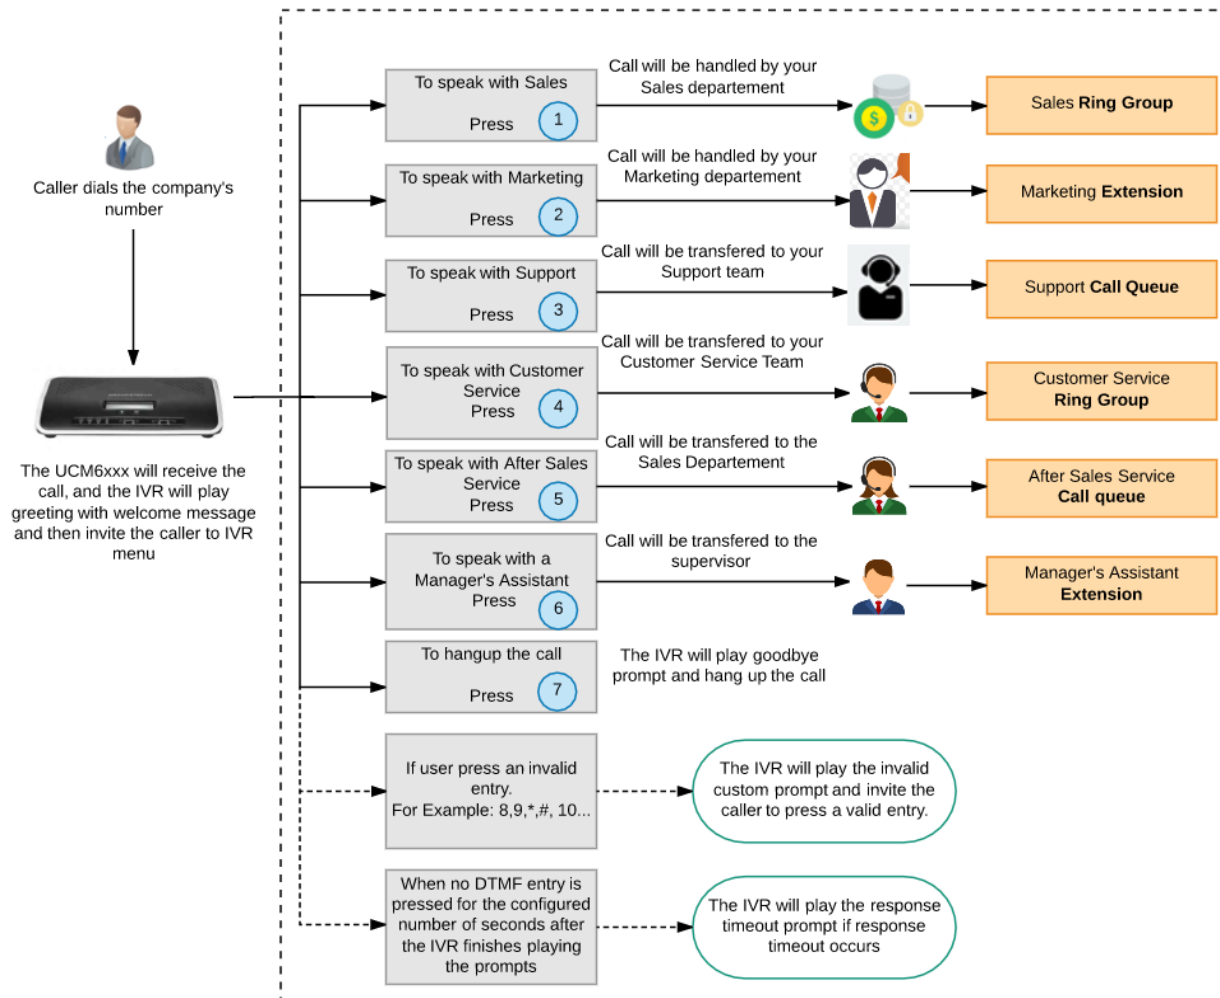 Caller dials the company's
number
The UCM6xxx will receive the
call, and the IVR will play
greeting with welcome message
and then invite the caller to IVR
menu
To speak with Sales
Press 1
Call will be handled by your
Sales departement
Sales Ring Group
To speak with Marketing
Press 2
Call will be handled by your
Marketing departement
Marketing Extension
To speak with Support
Press 3
Call will be transfered to your
Support team
Support Call Queue
To speak with Customer
Service
Press 4
Call will be transfered to your
Customer Service Team
Customer Service
Ring Group
To speak with After Sales
Service
Press 5
Call will be transfered to the
Sales Departement
After Sales Service
Call queue
To speak with a
Manager's Assistant
Press 6
Call will be transfered to the
supervisor
Manager's Assistant
Extension
To hangup the call
Press 7
The IVR will play goodbye
prompt and hang up the call
If user press an invalid
entry.
For Example: 8,9,*,#, 10...
The IVR will play the invalid
custom prompt and invite the
caller to press a valid entry.
When no DTMF entry is
pressed for the configured
number of seconds after
the IVR finishes playing
the prompts
The IVR will play the response
timeout prompt if response
timeout occurs